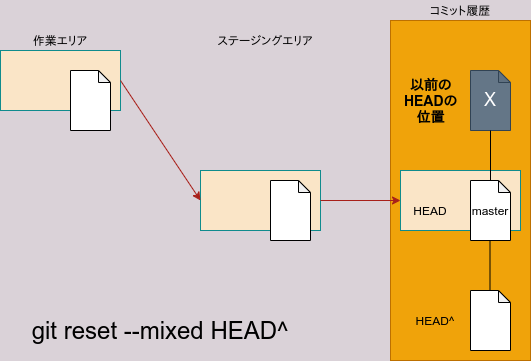 コミット履歴
作業エリア
ステージングエリア
以前の
HEADの
位置
X
HEAD
master
HEAD^
git reset --mixed HEAD^